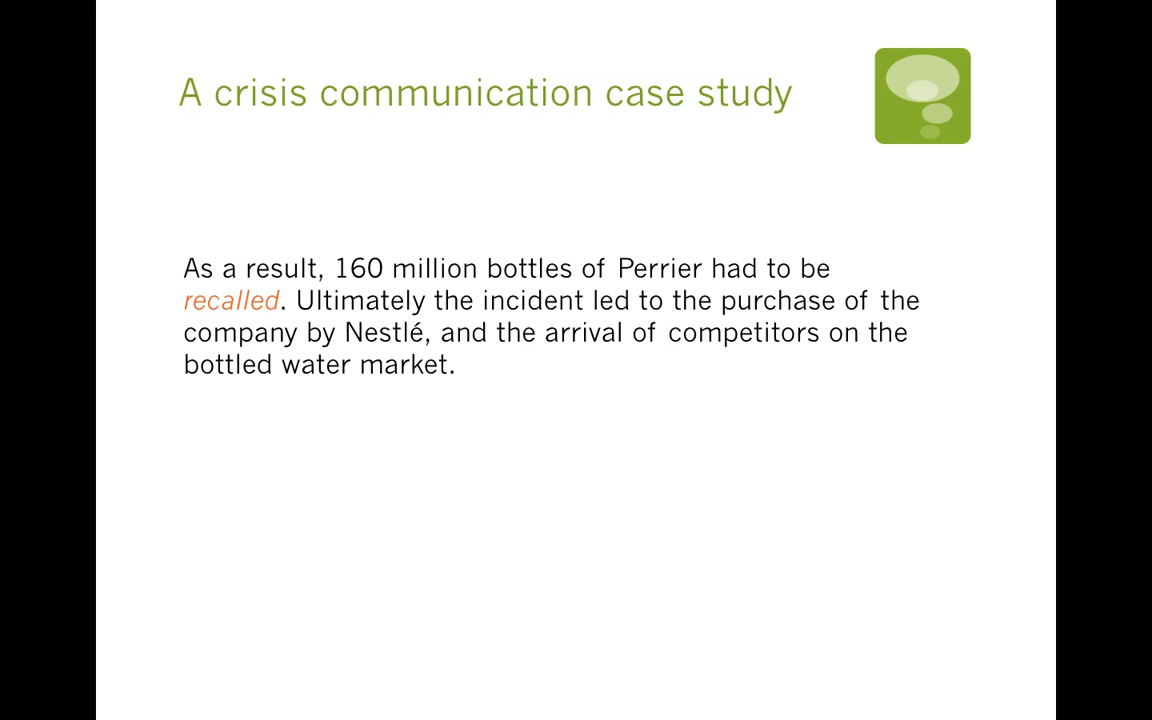 A crisis communication case study
As a result, 160 million bottles of Perrier had to be
recalled. Ultimately the incident led to the purchase of the
company by Nestlé, and the arrival of competitors on the
bottled water market.